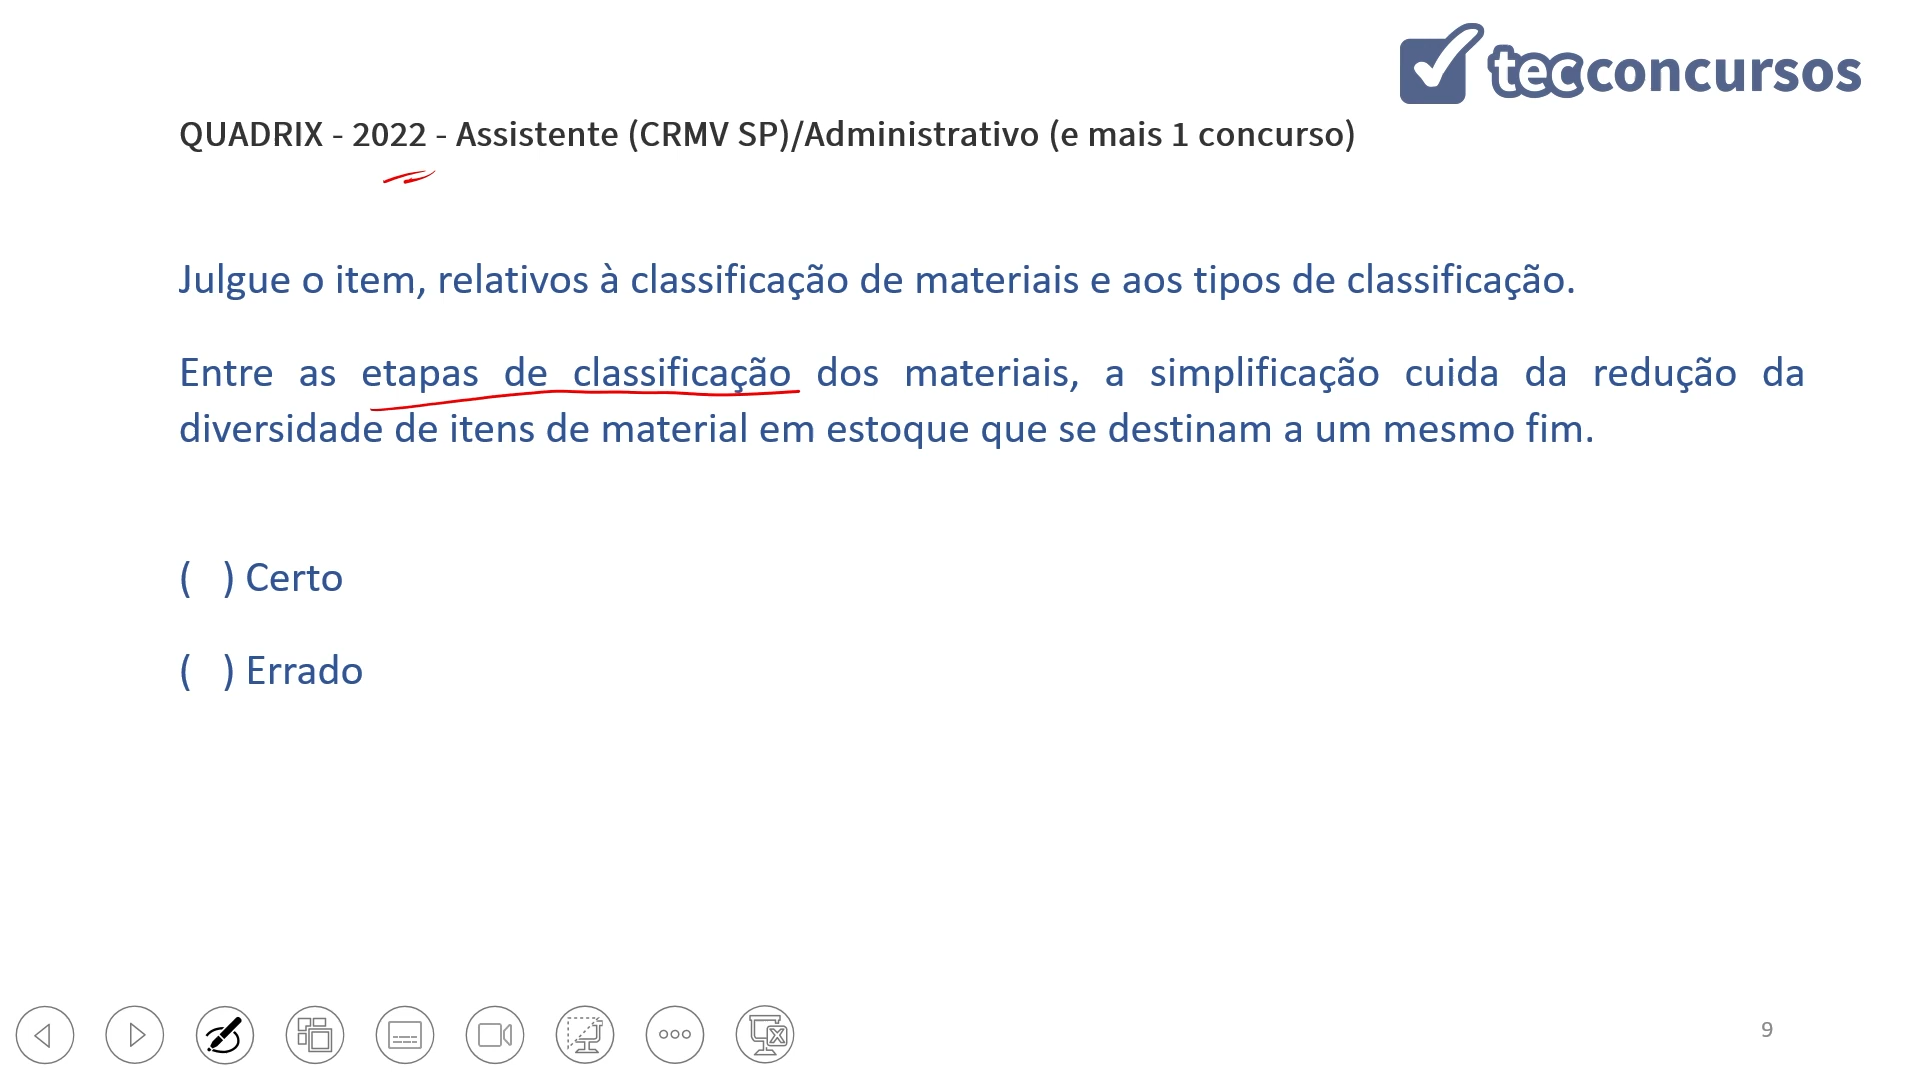 tecconcursos
QUADRIX - 2022 - Assistente (CRMV SP)/Administrativo (e mais 1 concurso)
Julgue o item, relativos à classificação de materiais e aos tipos de classificação.
Entre as etapas de classificação dos materiais, a simplificação cuida da redução da
diversidade de itens de material em estoque que se destinam a um mesmo fim.
(   ) Certo
(   ) Errado
9